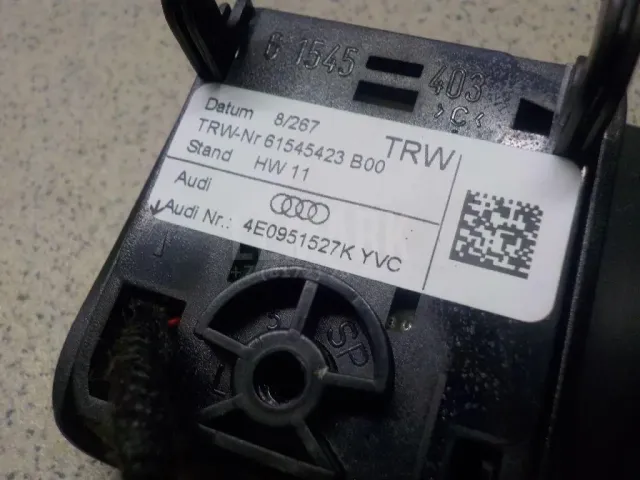 6 1545 403
>C<
Datum 8/267
TRW-Nr 61545423 B00
TRW
Stand HW 11
Audi
Audi Nr.: 4E0951527K YVC
5
SP